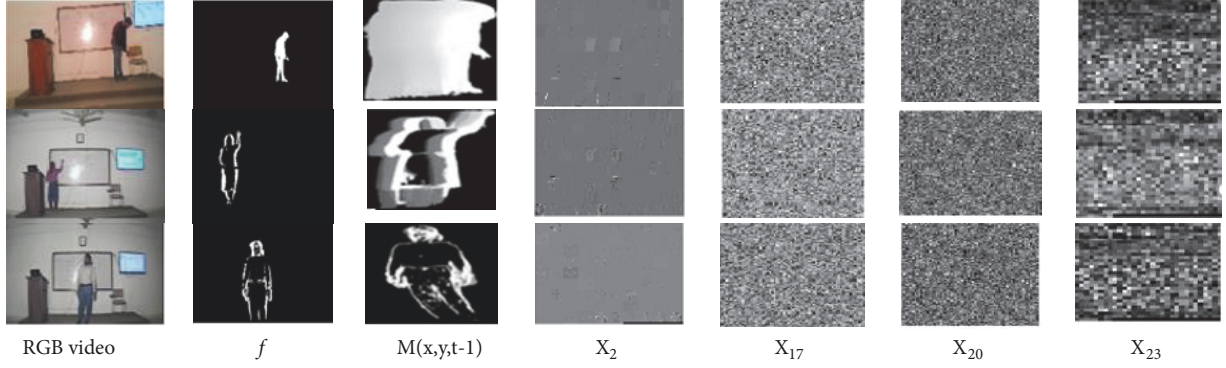 RGB video f M(x,y,t-1) X₂ X₁₇ X₂₀ X₂₃